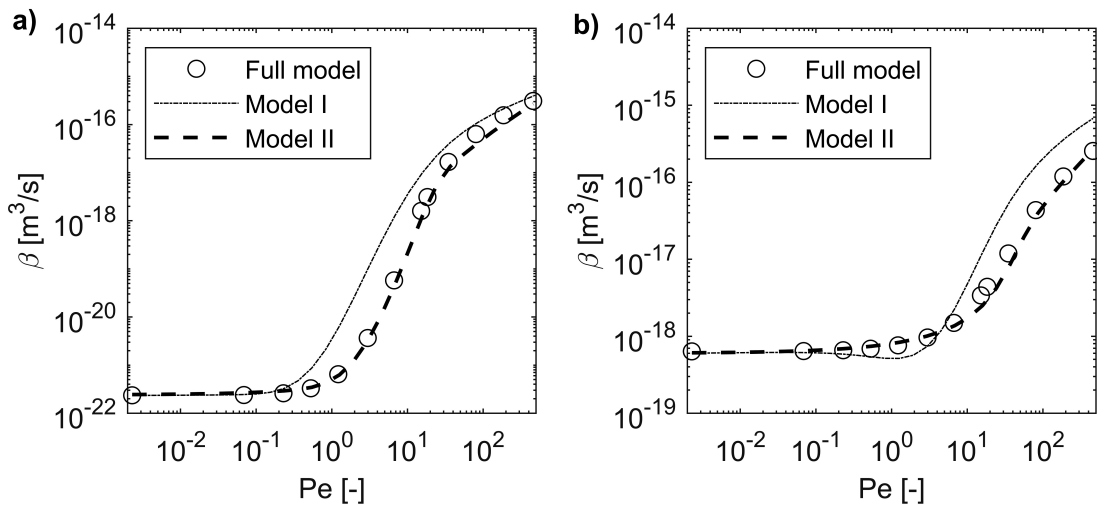 a)
10^-14
10^-16
10^-18
10^-20
10^-22
β [m^3/s]
Full model
Model I
Model II
10^-2 10^-1 10^0 10^1 10^2
Pe [-]
b)
10^-14
10^-15
10^-16
10^-17
10^-18
10^-19
β [m^3/s]
Full model
Model I
Model II
10^-2 10^-1 10^0 10^1 10^2
Pe [-]